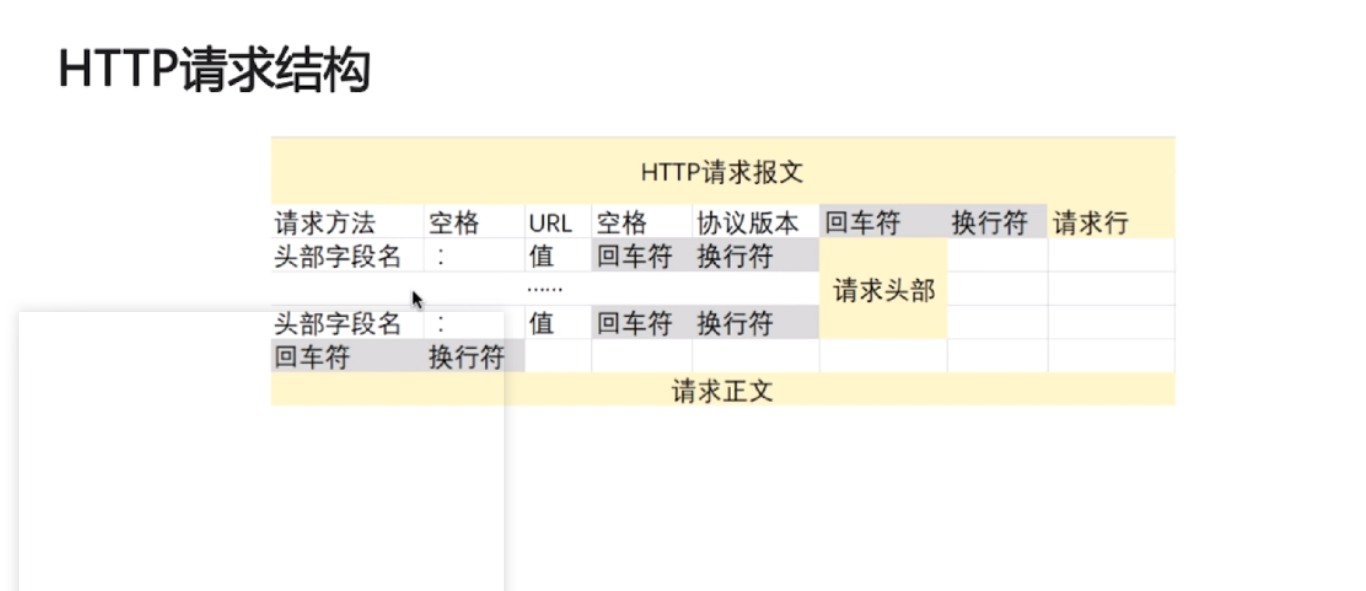 HTTP请求结构
HTTP请求报文
请求方法 空格 URL 空格 协议版本 回车符 换行符 请求行
头部字段名 : 值 回车符 换行符
...... 请求头部
头部字段名 : 值 回车符 换行符
回车符 换行符
请求正文